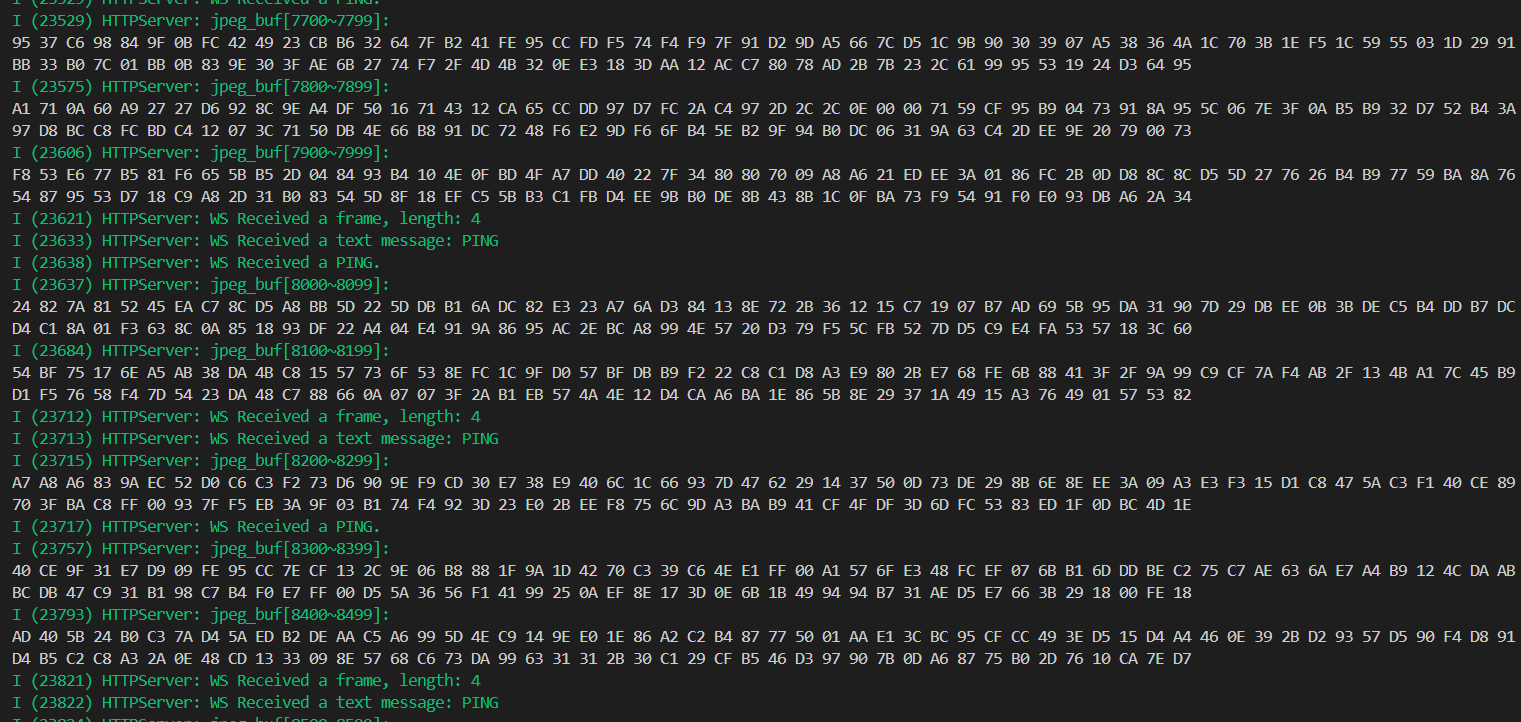 I (23529) HTTPServer: WS Received a PING.
I (23529) HTTPServer: jpeg_buf[7700~7799]:
95 37 C6 98 84 9F 0B FC 42 49 23 CB B6 32 64 7F B2 41 FE 95 CC FD F5 74 F4 F9 7F 91 D2 9D A5 66 7C D5 1C 9B 90 30 39 07 A5 38 36 4A 1C 70 3B 1E F5 1C 59 55 03 1D 29 91
BB 33 B0 7C 01 BB 0B 83 9E 30 3F AE 6B 27 74 F7 2F 4D 4B 32 0E E3 18 3D AA 12 AC C7 80 78 AD 2B 7B 23 2C 61 99 95 53 19 24 D3 64 95
I (23575) HTTPServer: jpeg_buf[7800~7899]:
A1 71 0A 60 A9 27 27 D6 92 8C 9E A4 DF 50 16 71 43 12 CA 65 CC DD 97 D7 FC 2A C4 97 2D 2C 2C 0E 00 00 71 59 CF 95 B9 04 73 91 8A 95 5C 06 7E 3F 0A B5 B9 32 D7 52 B4 3A
97 D8 BC C8 FC BD C4 12 07 3C 71 50 DB 4E 66 B8 91 DC 72 48 F6 E2 9D F6 6F B4 5E B2 9F 94 B0 DC 06 31 9A 63 C4 2D EE 9E 20 79 00 73
I (23606) HTTPServer: jpeg_buf[7900~7999]:
F8 53 E6 77 B5 81 F6 65 5B B5 2D 04 84 93 B4 10 4E 0F BD 4F A7 DD 40 22 7F 34 80 80 70 09 A8 A6 21 ED EE 3A 01 86 FC 2B 0D D8 8C 8C D5 5D 27 76 26 B4 B9 77 59 BA 8A 76
54 87 95 53 D7 18 C9 A8 2D 31 B0 83 54 5D 8F 18 EF C5 5B B3 C1 FB D4 EE 9B B0 DE 8B 43 8B 1C 0F BA 73 F9 54 91 F0 E0 93 DB A6 2A 34
I (23621) HTTPServer: WS Received a frame, length: 4
I (23633) HTTPServer: WS Received a text message: PING
I (23638) HTTPServer: WS Received a PING.
I (23637) HTTPServer: jpeg_buf[8000~8099]:
24 82 7A 81 52 45 EA C7 8C D5 A8 BB 5D 22 5D DB B1 6A DC 82 E3 23 A7 6A D3 84 13 8E 72 2B 36 12 15 C7 19 07 B7 AD 69 5B 95 DA 31 90 7D 29 DB EE 0B 3B DE C5 B4 DD B7 DC
D4 C1 8A 01 F3 63 8C 0A 85 18 93 DF 22 A4 04 E4 91 9A 86 95 AC 2E BC A8 99 4E 57 20 D3 79 F5 5C FB 52 7D D5 C9 E4 FA 53 57 18 3C 60
I (23684) HTTPServer: jpeg_buf[8100~8199]:
54 BF 75 17 6E A5 AB 38 DA 4B C8 15 57 73 6F 53 8E FC 1C 9F D0 57 BF DB B9 F2 22 C8 C1 D8 A3 E9 80 2B E7 68 FE 6B 88 41 3F 2F 9A 99 C9 CF 7A F4 AB 2F 13 4B A1 7C 45 B9
D1 F5 76 58 F4 7D 54 23 DA 48 C7 88 66 0A 07 07 3F 2A B1 EB 57 4A 4E 12 D4 CA A6 BA 1E 86 5B 8E 29 37 1A 49 15 A3 76 49 01 57 53 82
I (23712) HTTPServer: WS Received a frame, length: 4
I (23713) HTTPServer: WS Received a text message: PING
I (23715) HTTPServer: jpeg_buf[8200~8299]:
A7 A8 A6 83 9A EC 52 D0 C6 C3 F2 73 D6 90 9E F9 CD 30 E7 38 E9 40 6C 1C 66 93 7D 47 62 29 14 37 50 0D 73 DE 29 8B 6E 8E EE 3A 09 A3 E3 F3 15 D1 C8 47 5A C3 F1 40 CE 89
70 3F BA C8 FF 00 93 7F F5 EB 3A 9F 03 B1 74 F4 92 3D 23 E0 2B EE F8 75 6C 9D A3 BA B9 41 CF 4F DF 3D 6D FC 53 83 ED 1F 0D BC 4D 1E
I (23717) HTTPServer: WS Received a PING.
I (23757) HTTPServer: jpeg_buf[8300~8399]:
40 CE 9F 31 E7 D9 09 FE 95 CC 7E CF 13 2C 9E 06 B8 88 1F 9A 1D 42 70 C3 39 C6 4E E1 FF 00 A1 57 6F E3 48 FC EF 07 6B B1 6D DD BE C2 75 C7 AE 63 6A E7 A4 B9 12 4C DA AB
BC DB 47 C9 31 B1 98 C7 B4 F0 E7 FF 00 D5 5A 36 56 F1 41 99 25 0A EF 8E 17 3D 0E 6B 1B 49 94 94 B7 31 AE D5 E7 66 3B 29 18 00 FE 18
I (23793) HTTPServer: jpeg_buf[8400~8499]:
AD 40 5B 24 B0 C3 7A D4 5A ED B2 DE AA C5 A6 99 5D 4E C9 14 9E E0 1E 86 A2 C2 B4 87 77 50 01 AA E1 3C BC 95 CF CC 49 3E D5 15 D4 A4 46 0E 39 2B D2 93 57 D5 90 F4 D8 91
D4 B5 C2 C8 A3 2A 0E 48 CD 13 33 09 8E 57 68 C6 73 DA 99 63 31 31 2B 30 C1 29 CF B5 46 D3 97 90 7B 0D A6 87 75 B0 2D 76 10 CA 7E D7
I (23821) HTTPServer: WS Received a frame, length: 4
I (23822) HTTPServer: WS Received a text message: PING